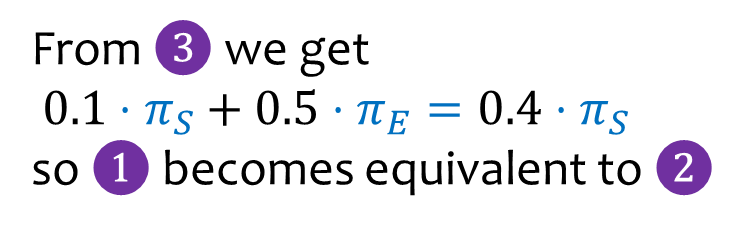 From 3 we get
0.1 · π_S + 0.5 · π_E = 0.4 · π_S
so 1 becomes equivalent to 2